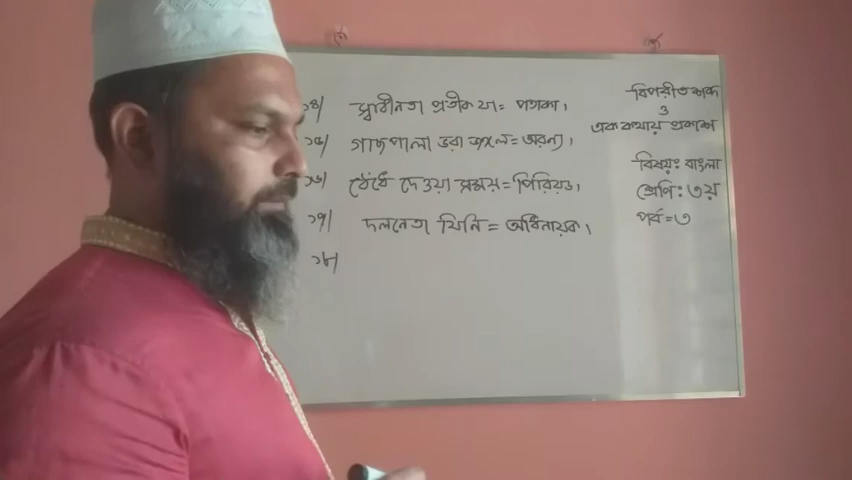 ১৪| স্বাধীনতা প্রতীক যা = পতাকা।
১৫| গাছপালা ভরা জঙ্গল = অরন্য।
১৬| বেঁধে দেওয়া সময় = পিরিয়ড।
১৭| দলনেতা যিনি = অধিনায়ক।
১৮|
বিপরীত শব্দ
ও
এক কথায় প্রকাশ
বিষয়ঃ বাংলা
শ্রেণি: ৩য়
পর্ব = ৩